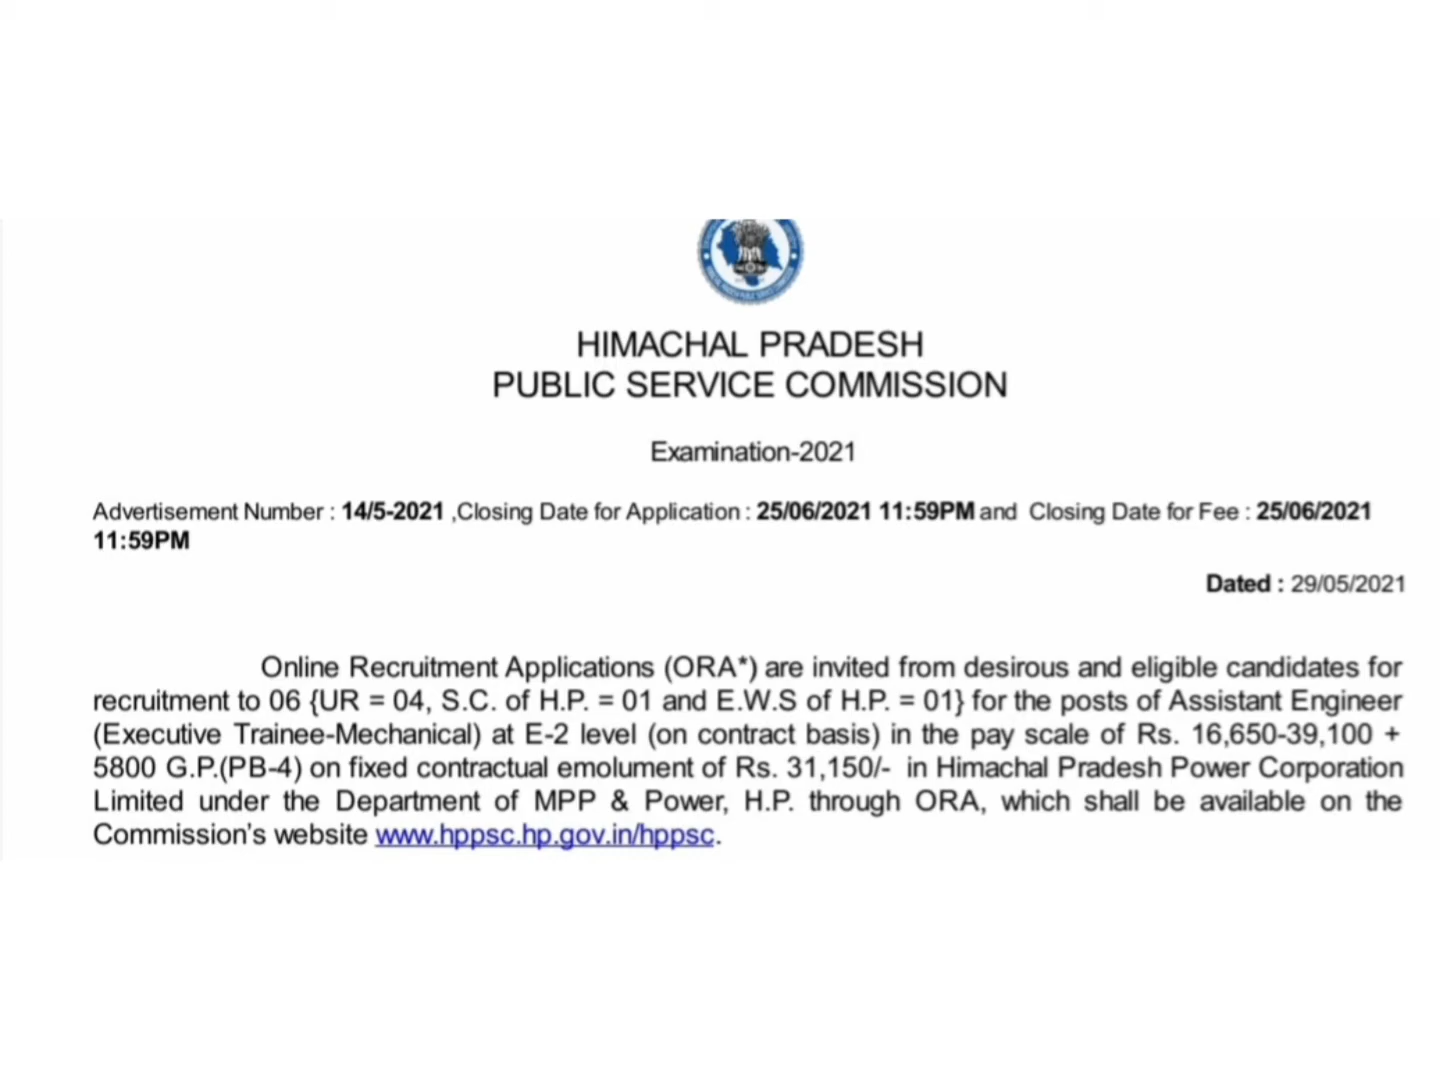 HIMACHAL PRADESH
PUBLIC SERVICE COMMISSION
Examination-2021
Advertisement Number : 14/5-2021 ,Closing Date for Application : 25/06/2021 11:59PM and Closing Date for Fee : 25/06/2021
11:59PM
Dated : 29/05/2021
Online Recruitment Applications (ORA*) are invited from desirous and eligible candidates for
recruitment to 06 {UR = 04, S.C. of H.P. = 01 and E.W.S of H.P. = 01} for the posts of Assistant Engineer
(Executive Trainee-Mechanical) at E-2 level (on contract basis) in the pay scale of Rs. 16,650-39,100 +
5800 G.P.(PB-4) on fixed contractual emolument of Rs. 31,150/- in Himachal Pradesh Power Corporation
Limited under the Department of MPP & Power, H.P. through ORA, which shall be available on the
Commission's website www.hppsc.hp.gov.in/hppsc.